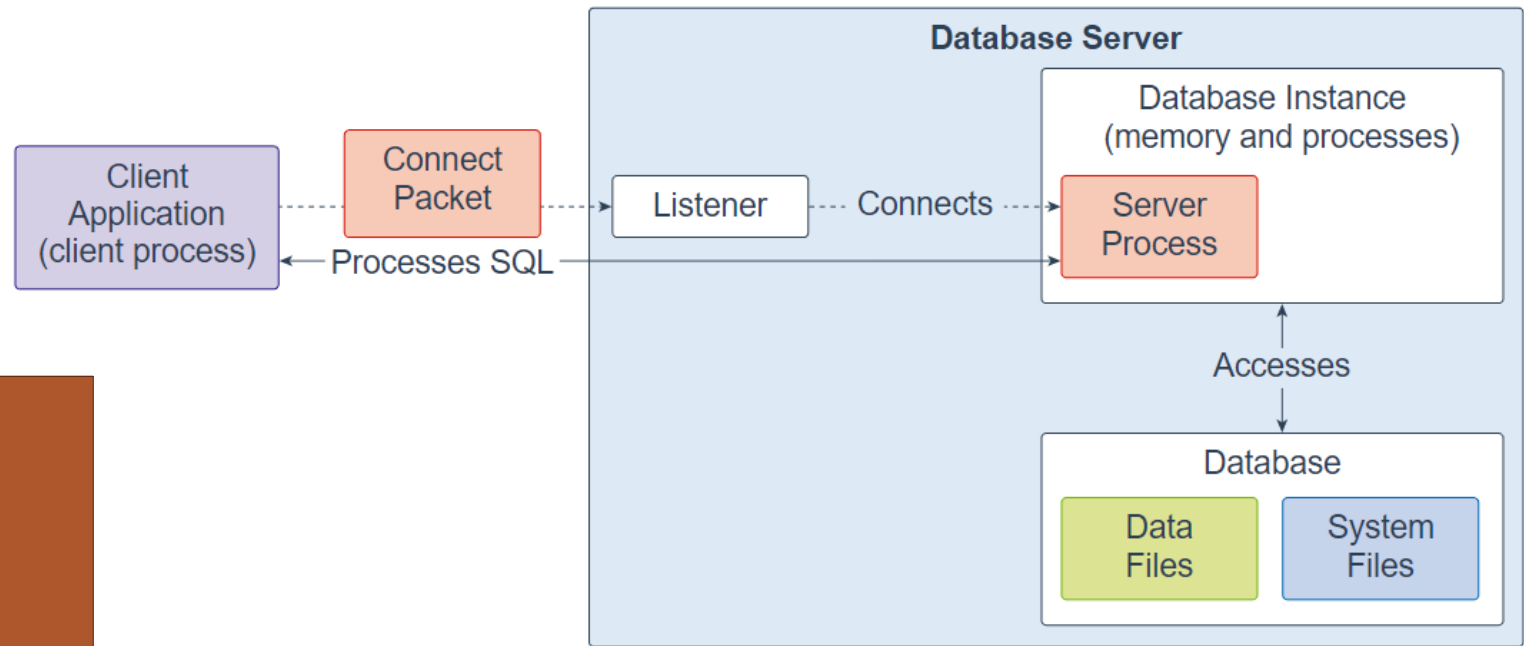 Database Server
Database Instance
(memory and processes)
Client
Application
(client process)
Connect
Packet
Listener
Connects
Server
Process
Processes SQL
Accesses
Database
Data
Files
System
Files